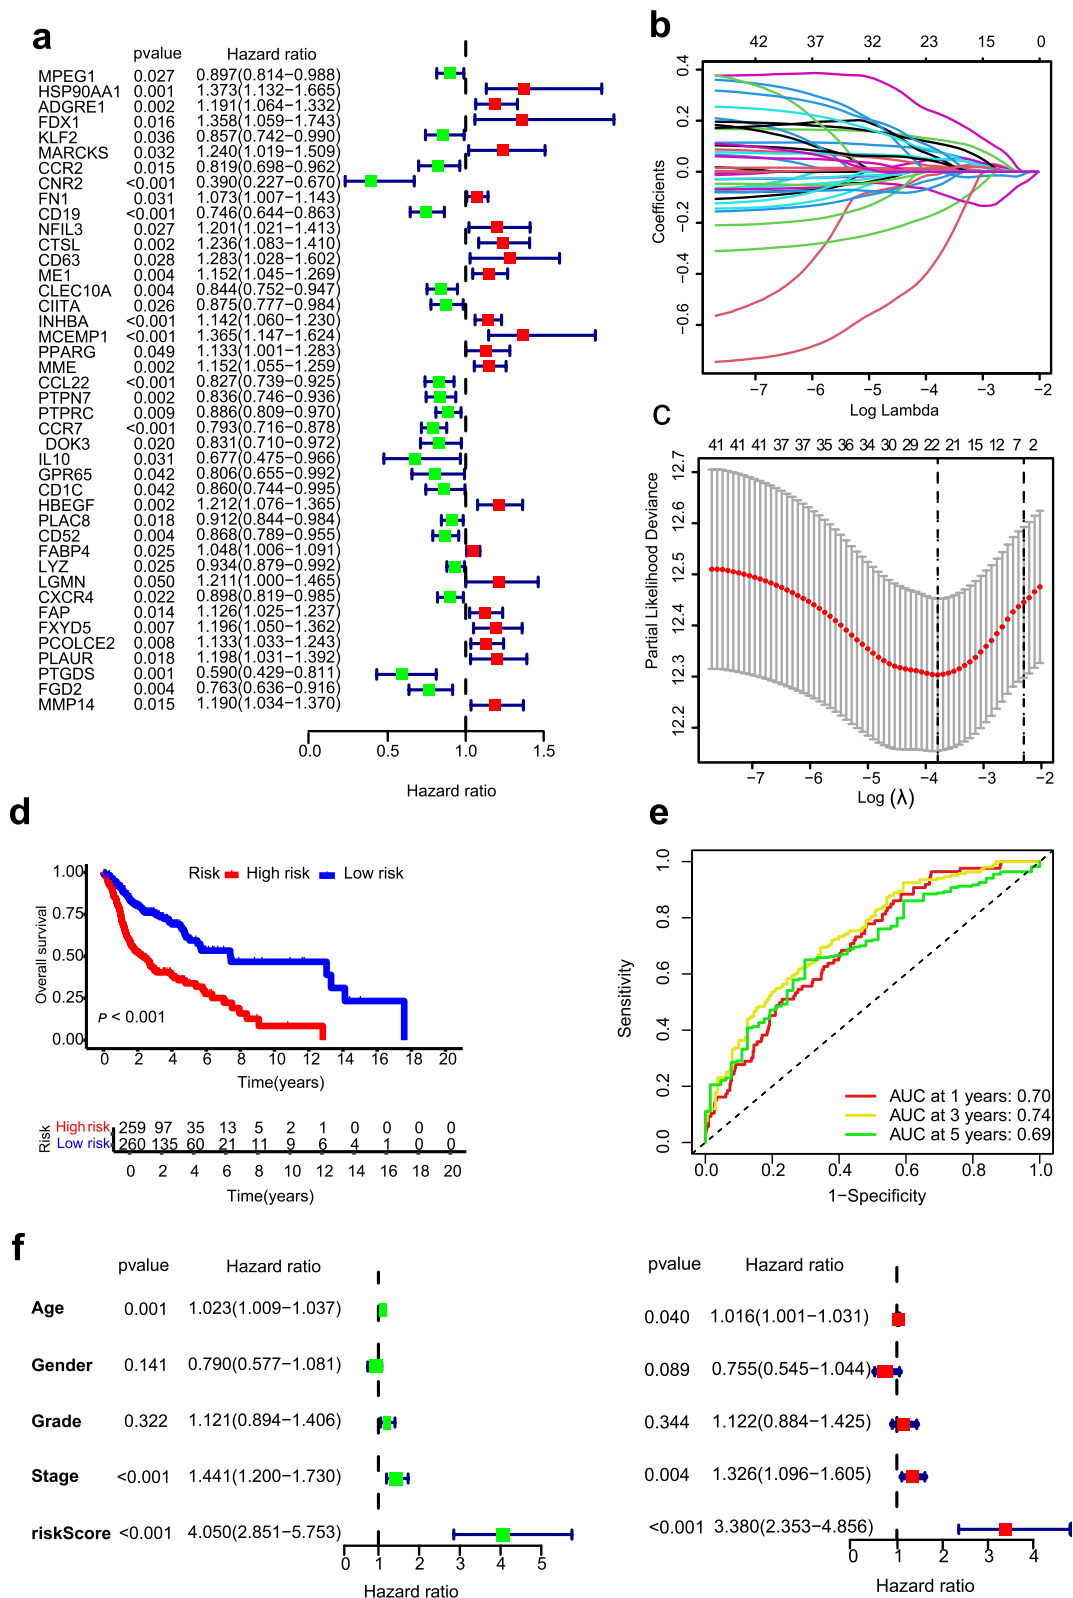 a
pvalue Hazard ratio
MPEG1 0.027 0.897(0.814−0.988)
HSP90AA1 0.001 1.373(1.132−1.665)
ADGRE1 0.002 1.191(1.064−1.332)
FDX1 0.016 1.358(1.059−1.743)
KLF2 0.036 0.857(0.742−0.990)
MARCKS 0.032 1.240(1.019−1.509)
CCR2 0.015 0.819(0.698−0.962)
CNR2 <0.001 0.390(0.227−0.670)
FN1 0.031 1.073(1.007−1.143)
CD19 <0.001 0.746(0.644−0.863)
NFIL3 0.027 1.201(1.021−1.413)
CTSL 0.002 1.236(1.083−1.410)
CD63 0.028 1.283(1.028−1.602)
ME1 0.004 1.152(1.045−1.269)
CLEC10A 0.004 0.844(0.752−0.947)
CIITA 0.026 0.875(0.777−0.984)
INHBA <0.001 1.142(1.060−1.230)
MCEMP1 <0.001 1.365(1.147−1.624)
PPARG 0.049 1.133(1.001−1.283)
MME 0.002 1.152(1.055−1.259)
CCL22 <0.001 0.827(0.739−0.925)
PTPN7 0.002 0.836(0.746−0.936)
PTPRC 0.009 0.886(0.809−0.970)
CCR7 <0.001 0.793(0.716−0.878)
DOK3 0.020 0.831(0.710−0.972)
IL10 0.031 0.677(0.475−0.966)
GPR65 0.042 0.806(0.655−0.992)
CD1C 0.042 0.860(0.744−0.995)
HBEGF 0.002 1.212(1.076−1.365)
PLAC8 0.018 0.912(0.844−0.984)
CD52 0.004 0.868(0.789−0.955)
FABP4 0.025 1.048(1.006−1.091)
LYZ 0.025 0.934(0.879−0.992)
LGMN 0.050 1.211(1.000−1.465)
CXCR4 0.022 0.898(0.819−0.985)
FAP 0.014 1.126(1.025−1.237)
FXYD5 0.007 1.196(1.050−1.362)
PCOLCE2 0.008 1.133(1.033−1.243)
PLAUR 0.018 1.198(1.031−1.392)
PTGDS 0.001 0.590(0.429−0.811)
FGD2 0.004 0.763(0.636−0.916)
MMP14 0.015 1.190(1.034−1.370)
0.0 0.5 1.0 1.5
Hazard ratio
b
42 37 32 23 15 0
0.4
0.2
0.0
−0.2
−0.4
−0.6
Coefficients
−7 −6 −5 −4 −3 −2
Log Lambda
c
41 41 41 37 37 35 36 34 30 29 22 21 15 12 7 2
12.7
12.6
12.5
12.4
12.3
12.2
Partial Likelihood Deviance
−7 −6 −5 −4 −3 −2
Log (λ)
d
Risk High risk Low risk
1.00
0.75
0.50
0.25
0.00
Overall survival
P < 0.001
0 2 4 6 8 10 12 14 16 18 20
Time(years)
Risk
High risk 259 97 35 13 5 2 1 0 0 0 0
Low risk 260 135 60 21 11 9 6 4 1 0 0
0 2 4 6 8 10 12 14 16 18 20
Time(years)
e
1.0
0.8
0.6
0.4
0.2
0.0
Sensitivity
AUC at 1 years: 0.70
AUC at 3 years: 0.74
AUC at 5 years: 0.69
0.0 0.2 0.4 0.6 0.8 1.0
1−Specificity
f
pvalue Hazard ratio
Age 0.001 1.023(1.009−1.037)
Gender 0.141 0.790(0.577−1.081)
Grade 0.322 1.121(0.894−1.406)
Stage <0.001 1.441(1.200−1.730)
riskScore <0.001 4.050(2.851−5.753)
0 1 2 3 4 5
Hazard ratio
pvalue Hazard ratio
0.040 1.016(1.001−1.031)
0.089 0.755(0.545−1.044)
0.344 1.122(0.884−1.425)
0.004 1.326(1.096−1.605)
<0.001 3.380(2.353−4.856)
0 1 2 3 4
Hazard ratio